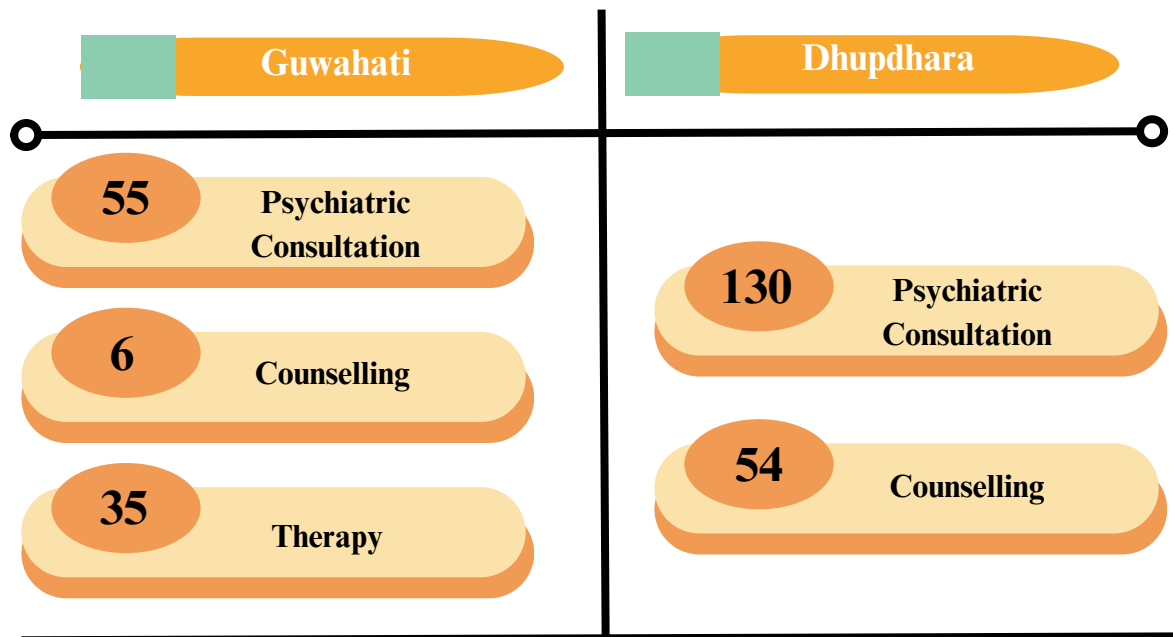 Guwahati
55
Psychiatric
Consultation
6
Counselling
35
Therapy
Dhupdhara
130
Psychiatric
Consultation
54
Counselling